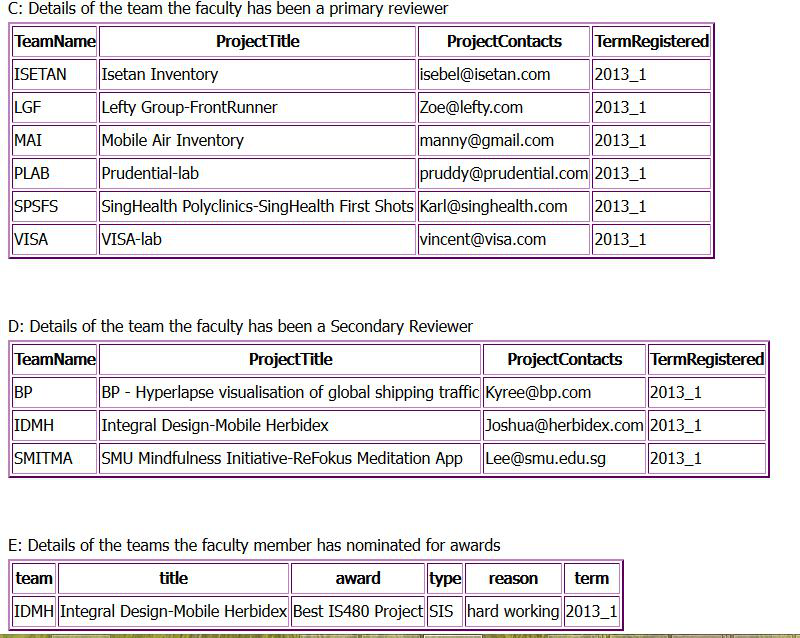 C: Details of the team the faculty has been a primary reviewer
TeamName ProjectTitle ProjectContacts TermRegistered
ISETAN Isetan Inventory isebel@isetan.com 2013_1
LGF Lefty Group-FrontRunner Zoe@lefty.com 2013_1
MAI Mobile Air Inventory manny@gmail.com 2013_1
PLAB Prudential-lab pruddy@prudential.com 2013_1
SPSFS SingHealth Polyclinics-SingHealth First Shots Karl@singhealth.com 2013_1
VISA VISA-lab vincent@visa.com 2013_1
D: Details of the team the faculty has been a Secondary Reviewer
TeamName ProjectTitle ProjectContacts TermRegistered
BP BP - Hyperlapse visualisation of global shipping traffic Kyree@bp.com 2013_1
IDMH Integral Design-Mobile Herbidex Joshua@herbidex.com 2013_1
SMITMA SMU Mindfulness Initiative-ReFokus Meditation App Lee@smu.edu.sg 2013_1
E: Details of the teams the faculty member has nominated for awards
team title award type reason term
IDMH Integral Design-Mobile Herbidex Best IS480 Project SIS hard working 2013_1